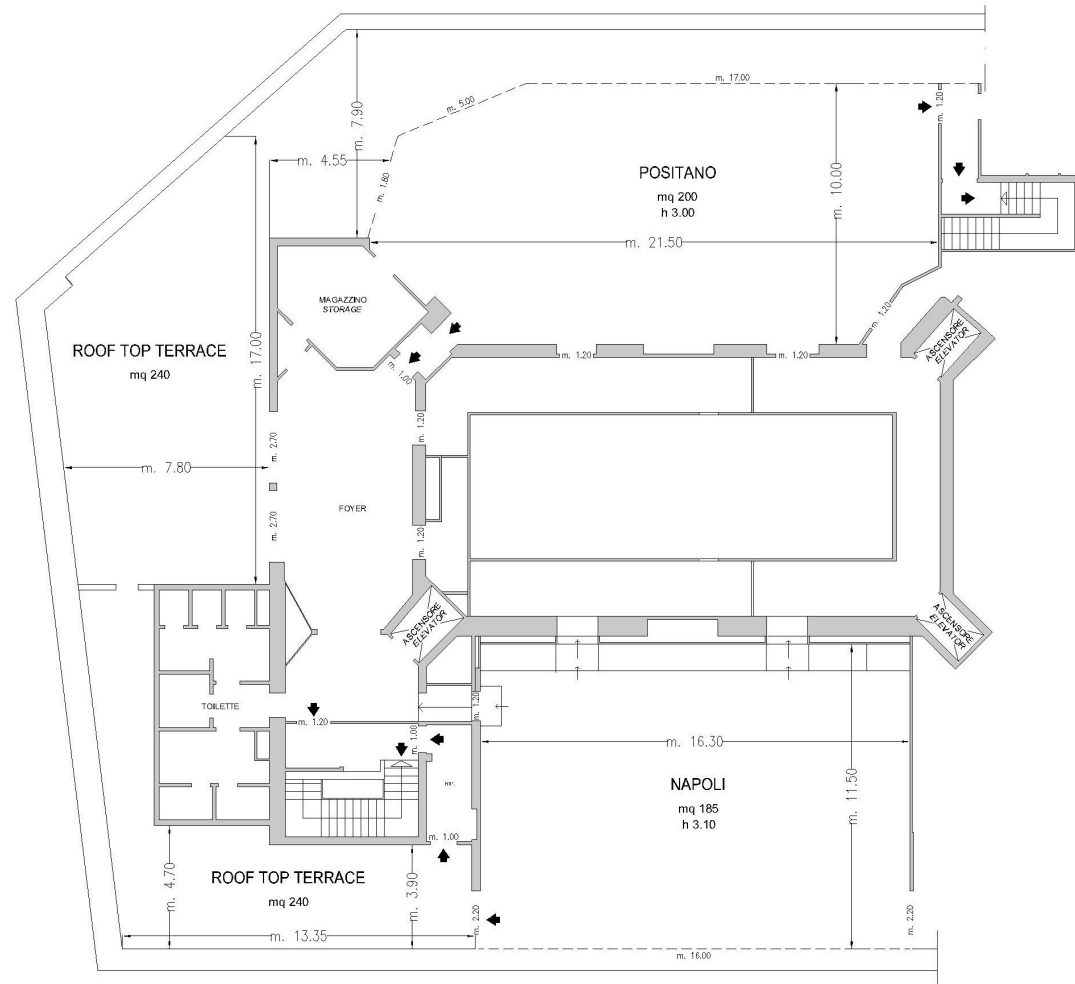 m. 17.00
m. 5.00
m. 7.90
m. 1.20
m. 4.55
m. 1.80
POSITANO
mq 200
h 3.00
m. 10.00
m. 21.50
MAGAZZINO
STORAGE
m. 1.20
ASCENSORE
ELEVATOR
ROOF TOP TERRACE
mq 240
m. 17.00
m. 1.00
m. 1.20
m. 1.20
m. 1.20
m. 2.70
m. 7.80
FOYER
m. 2.70
m. 1.20
ASCENSORE
ELEVATOR
ASCENSORE
ELEVATOR
TOILETTE
m. 1.20
m. 1.20
m. 1.00
m. 16.30
NAPOLI
mq 185
h 3.10
m. 11.50
RIP.
m. 1.00
ROOF TOP TERRACE
mq 240
m. 4.70
m. 3.90
m. 2.20
m. 2.20
m. 13.35
m. 16.00